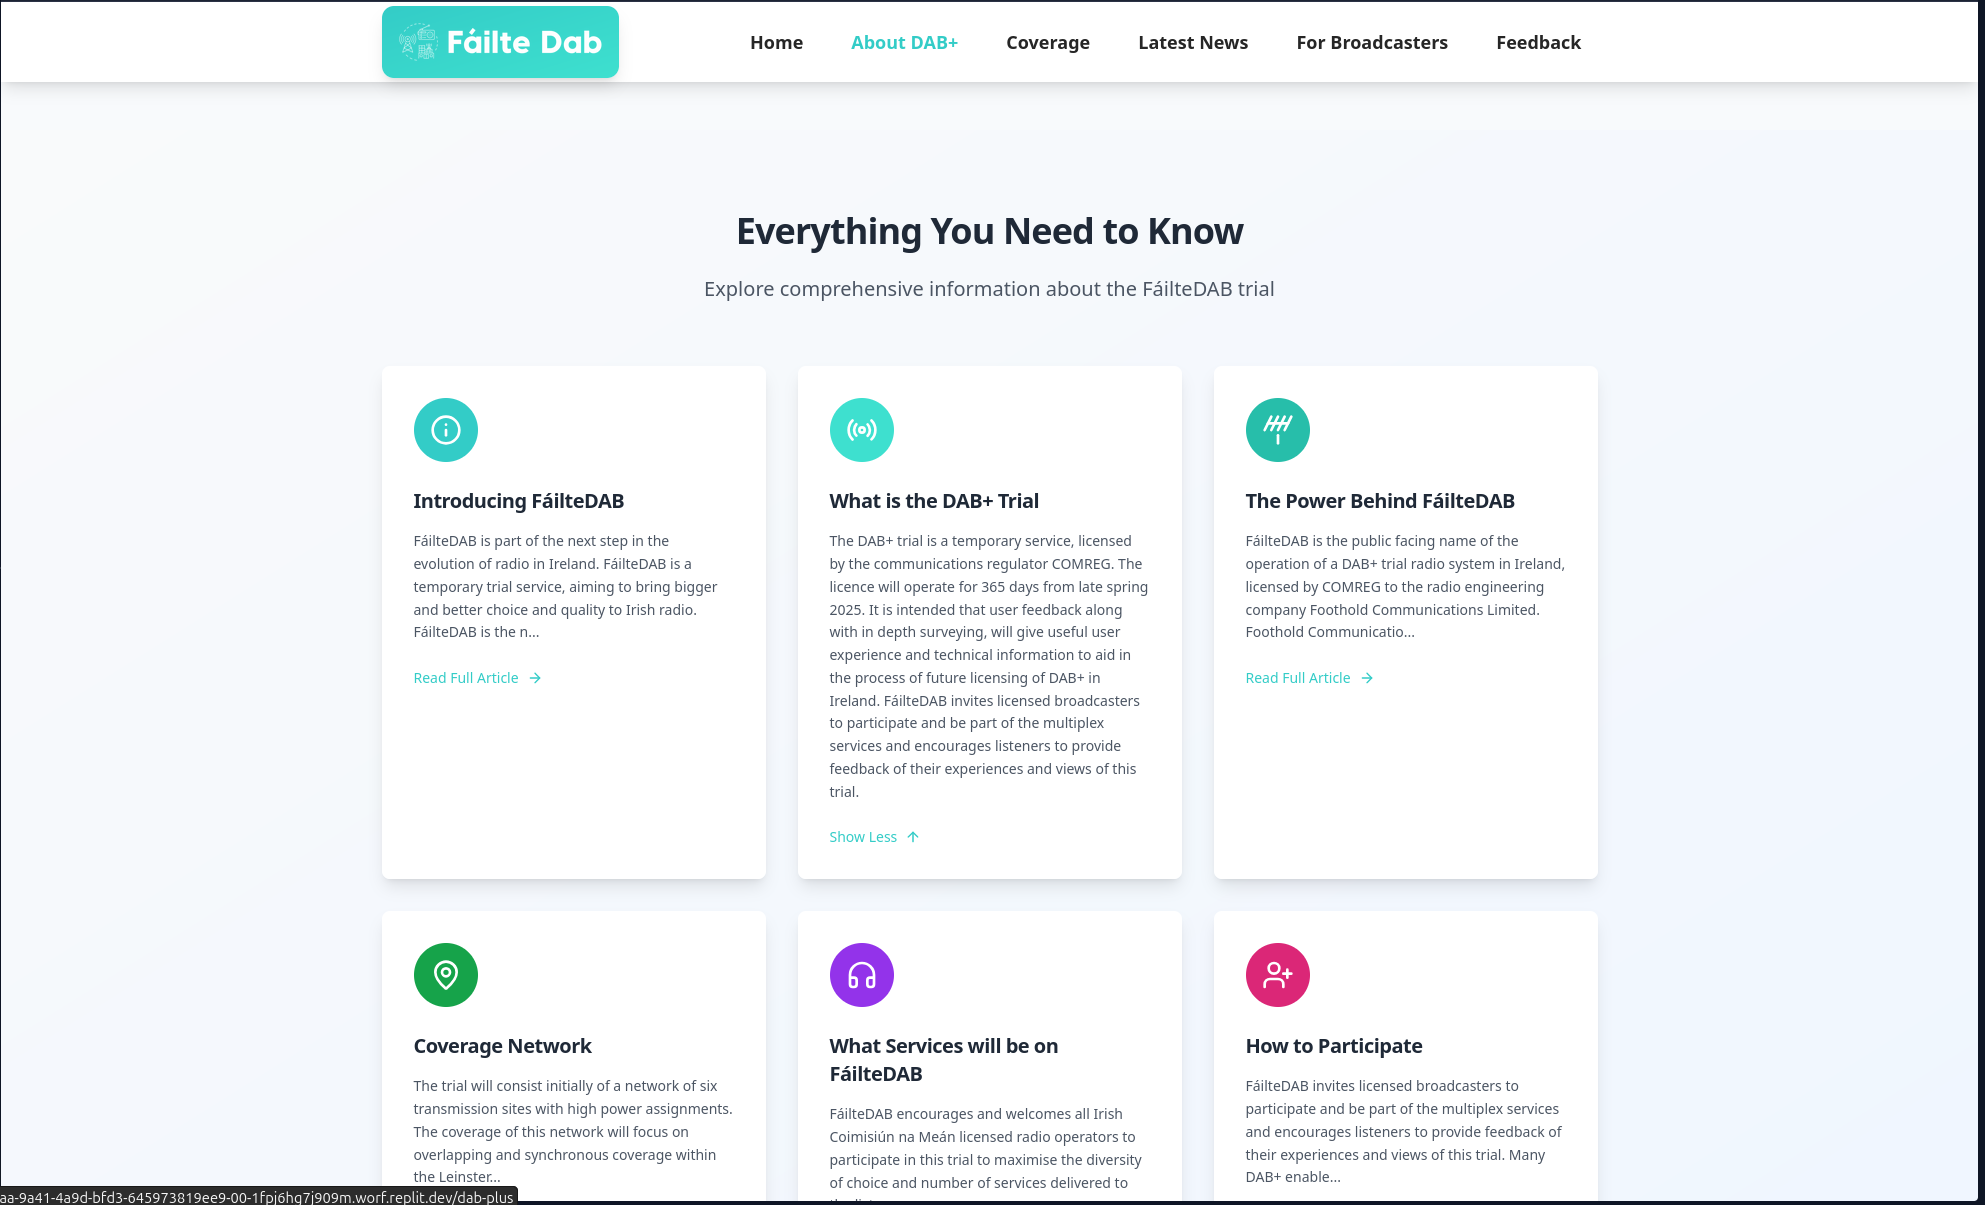 Fáilte Dab
Home
About DAB+
Coverage
Latest News
For Broadcasters
Feedback
Everything You Need to Know
Explore comprehensive information about the FáilteDAB trial
Introducing FáilteDAB
FáilteDAB is part of the next step in the
evolution of radio in Ireland. FáilteDAB is a
temporary trial service, aiming to bring bigger
and better choice and quality to Irish radio.
FáilteDAB is the n...
Read Full Article
What is the DAB+ Trial
The DAB+ trial is a temporary service, licensed
by the communications regulator COMREG. The
licence will operate for 365 days from late spring
2025. It is intended that user feedback along
with in depth surveying, will give useful user
experience and technical information to aid in
the process of future licensing of DAB+ in
Ireland. FáilteDAB invites licensed broadcasters
to participate and be part of the multiplex
services and encourages listeners to provide
feedback of their experiences and views of this
trial.
Show Less
The Power Behind FáilteDAB
FáilteDAB is the public facing name of the
operation of a DAB+ trial radio system in Ireland,
licensed by COMREG to the radio engineering
company Foothold Communications Limited.
Foothold Communicatio...
Read Full Article
Coverage Network
The trial will consist initially of a network of six
transmission sites with high power assignments.
The coverage of this network will focus on
overlapping and synchronous coverage within
the Leinster...
What Services will be on
FáilteDAB
FáilteDAB encourages and welcomes all Irish
Coimisiún na Meán licensed radio operators to
participate in this trial to maximise the diversity
of choice and number of services delivered to
How to Participate
FáilteDAB invites licensed broadcasters to
participate and be part of the multiplex services
and encourages listeners to provide feedback of
their experiences and views of this trial. Many
DAB+ enable...
aa-9a41-4a9d-bfd3-645973819ee9-00-1fpj6hq7j909m.worf.replit.dev/dab-plus